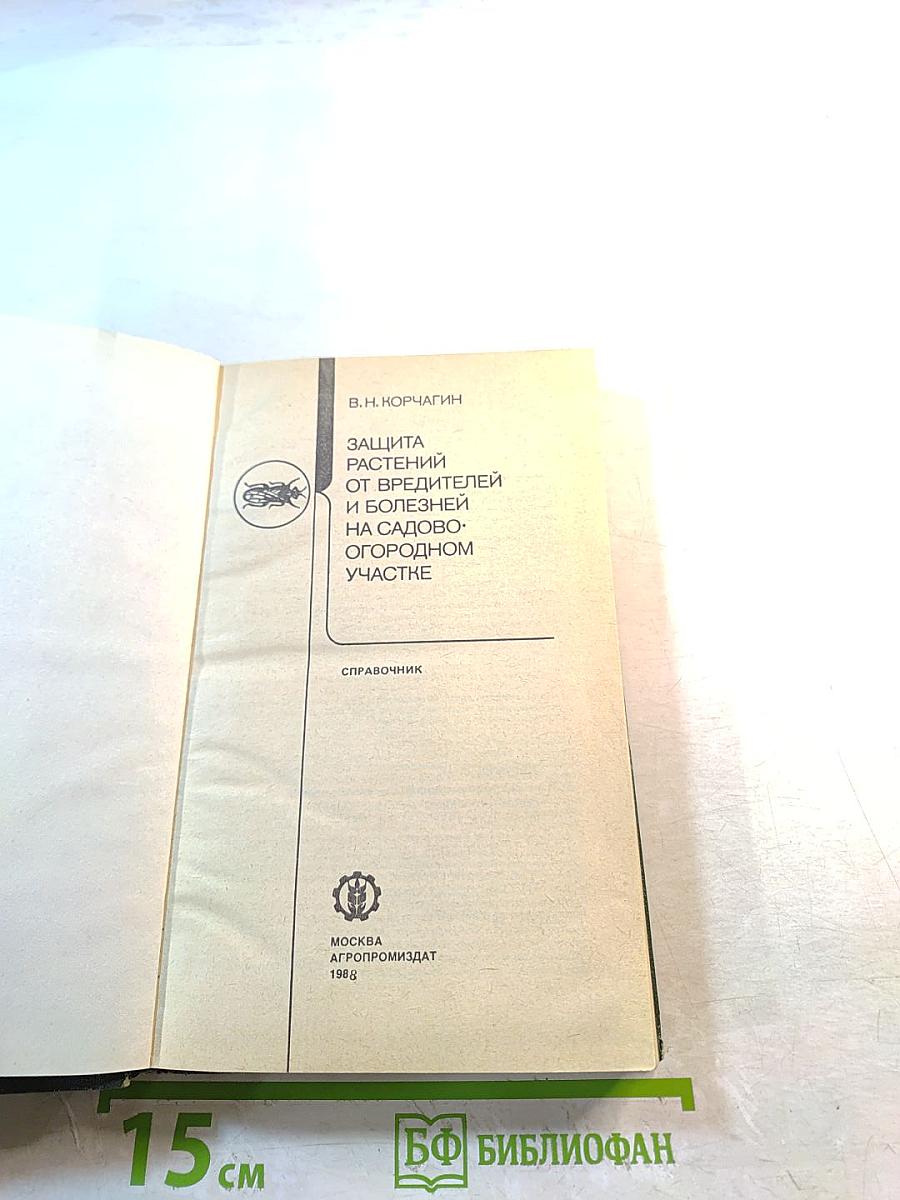 В. Н. КОРЧАГИН
ЗАЩИТА
РАСТЕНИЙ
ОТ ВРЕДИТЕЛЕЙ
И БОЛЕЗНЕЙ
НА САДОВО-
ОГОРОДНОМ
УЧАСТКЕ
СПРАВОЧНИК
МОСКВА
АГРОПРОМИЗДАТ
1988
15 см
БФ БИБЛИОФАН